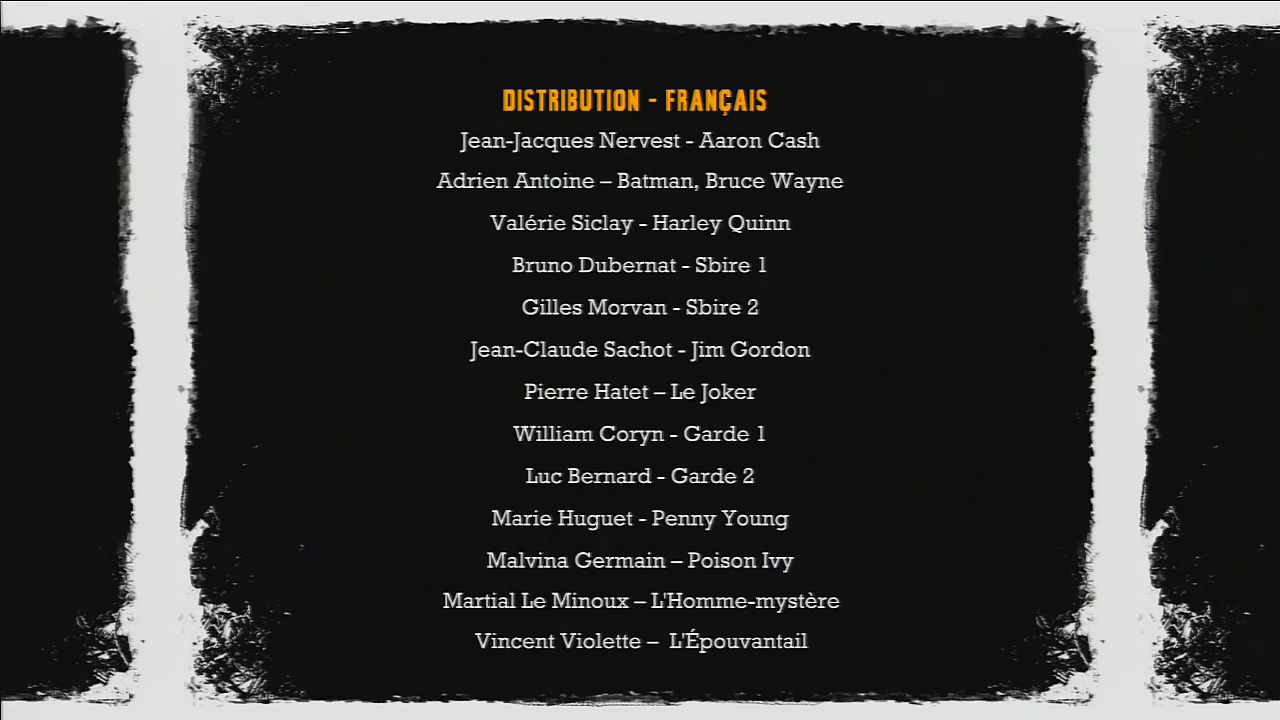 DISTRIBUTION - FRANÇAIS
Jean-Jacques Nervest - Aaron Cash
Adrien Antoine – Batman, Bruce Wayne
Valérie Siclay - Harley Quinn
Bruno Dubernat - Sbire 1
Gilles Morvan - Sbire 2
Jean-Claude Sachot - Jim Gordon
Pierre Hatet – Le Joker
William Coryn - Garde 1
Luc Bernard - Garde 2
Marie Huguet - Penny Young
Malvina Germain – Poison Ivy
Martial Le Minoux – L'Homme-mystère
Vincent Violette – L'Épouvantail